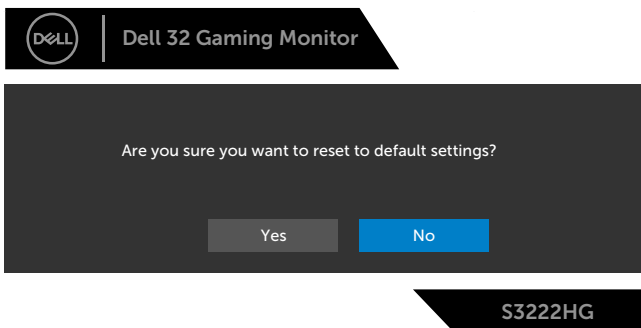 DELL
Dell 32 Gaming Monitor
Are you sure you want to reset to default settings?
Yes No
S3222HG